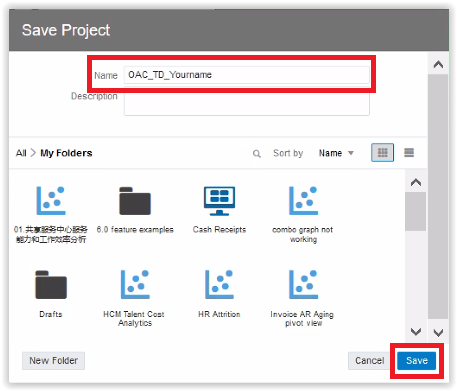 Save Project
Name
OAC_TD_Yourname
Description
All > My Folders
Sort by
Name
01.共享服务中心服务
能力和工作效率分析
6.0 feature examples
Cash Receipts
combo graph not
working
Drafts
HCM Talent Cost
Analytics
HR Attrition
Invoice AR Aging
pivot view
New Folder
Cancel
Save